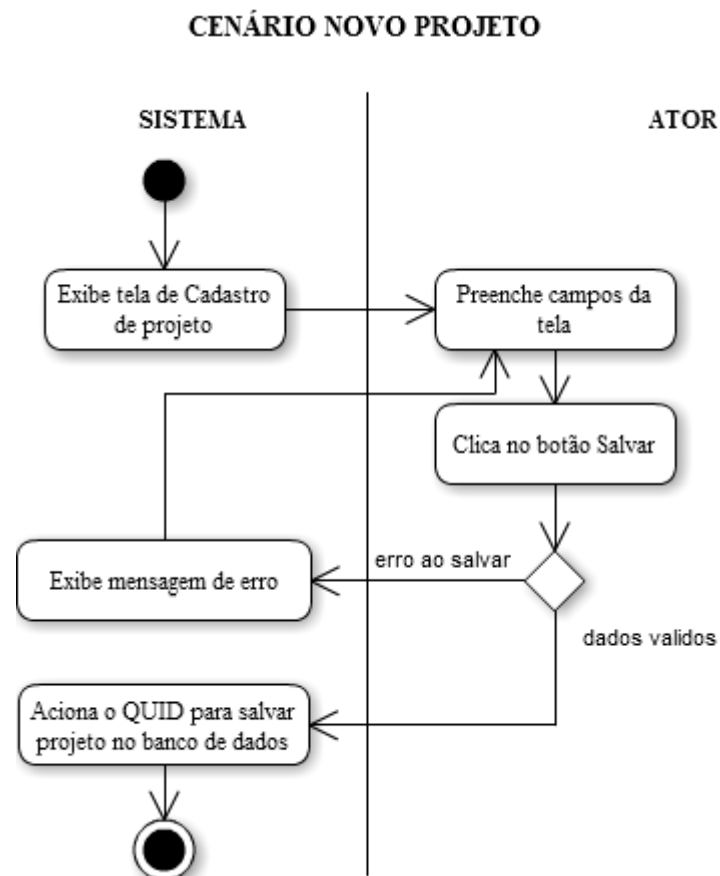 CENÁRIO NOVO PROJETO
SISTEMA
ATOR
Exibe tela de Cadastro
de projeto
Preenche campos da
tela
Clica no botão Salvar
erro ao salvar
Exibe mensagem de erro
dados validos
Aciona o QUID para salvar
projeto no banco de dados